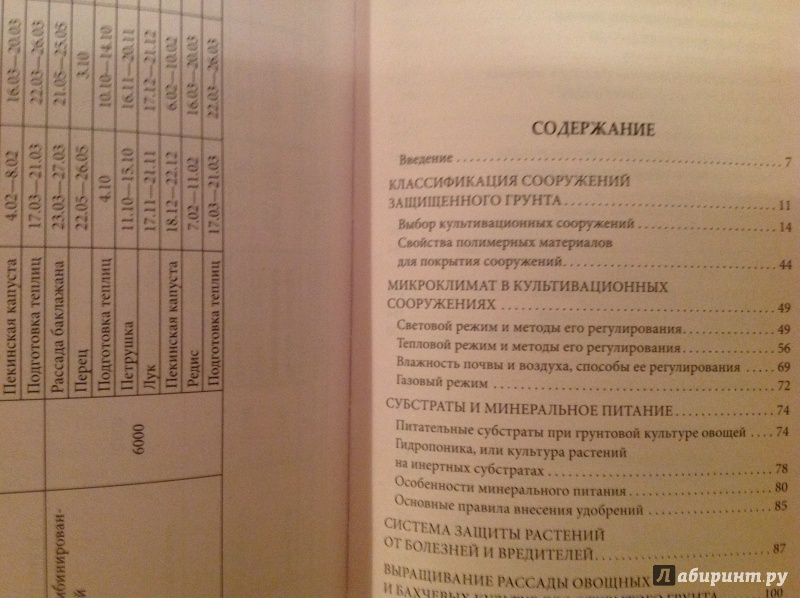 Пекинская капуста 4.02—8.02 16.03—20.03
Подготовка теплиц 17.03—21.03 22.03—26.03
Рассада баклажана 23.03—27.03 21.05—25.05
Перец 22.05—26.05 3.10
Подготовка теплиц 4.10 10.10—14.10
Петрушка 11.10—15.10 16.11—20.11
Лук 17.11—21.11 17.12—21.12
Пекинская капуста 18.12—22.12 6.02—10.02
Редис 7.02—11.02 16.03—20.03
Подготовка теплиц 17.03—21.03 22.03—26.03
6000
СОДЕРЖАНИЕ
Введение 7
КЛАССИФИКАЦИЯ СООРУЖЕНИЙ
ЗАЩИЩЕННОГО ГРУНТА 11
Выбор культивационных сооружений 14
Свойства полимерных материалов
для покрытия сооружений 44
МИКРОКЛИМАТ В КУЛЬТИВАЦИОННЫХ
СООРУЖЕНИЯХ 49
Световой режим и методы его регулирования 49
Тепловой режим и методы его регулирования 56
Влажность почвы и воздуха, способы ее регулирования 69
Газовый режим 72
СУБСТРАТЫ И МИНЕРАЛЬНОЕ ПИТАНИЕ 74
Питательные субстраты при грунтовой культуре овощей 74
Гидропоника, или культура растений
на инертных субстратах 78
Особенности минерального питания 80
Основные правила внесения удобрений 85
СИСТЕМА ЗАЩИТЫ РАСТЕНИЙ
ОТ БОЛЕЗНЕЙ И ВРЕДИТЕЛЕЙ 87
ВЫРАЩИВАНИЕ РАССАДЫ ОВОЩНЫХ
И БАХЧЕВЫХ 100
Лабиринт.ру